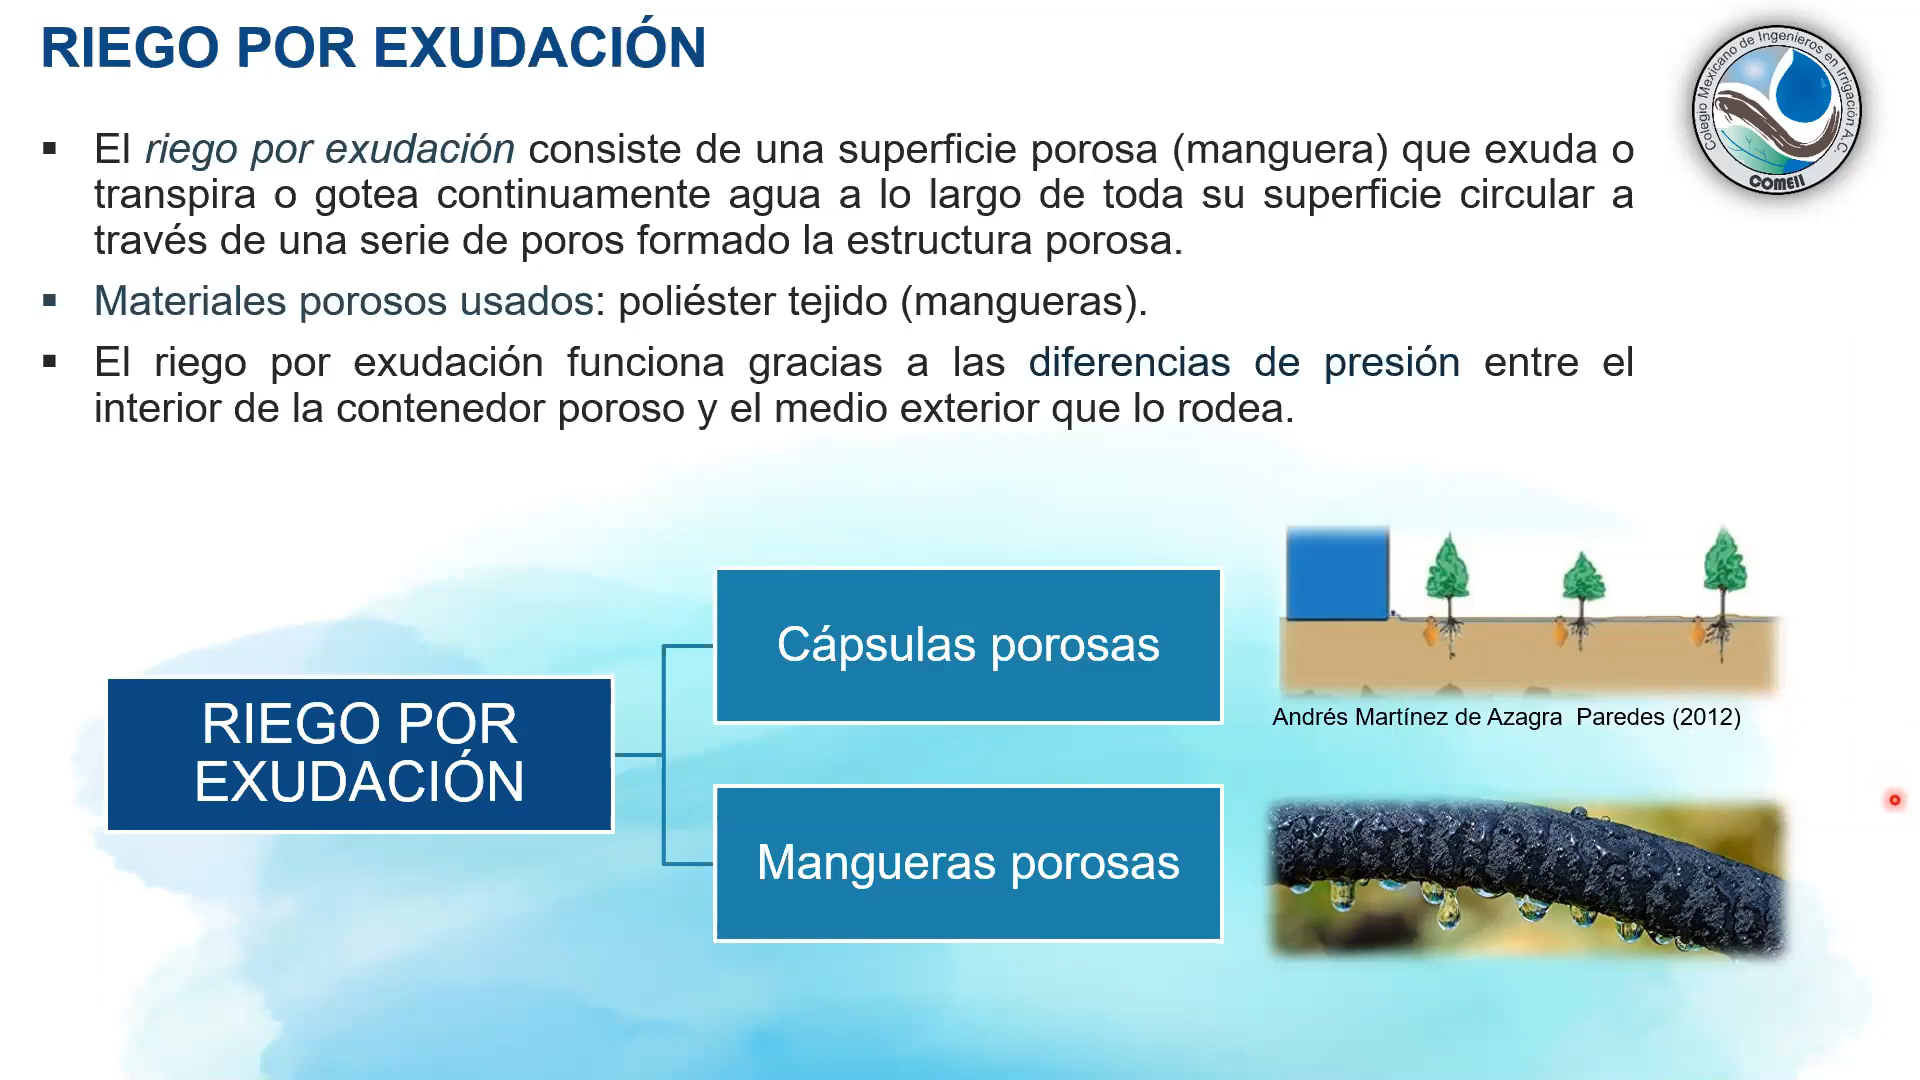 RIEGO POR EXUDACIÓN
Colegio Mexicano de Ingenieros en Irrigación A.C.
COMEII
▪ El riego por exudación consiste de una superficie porosa (manguera) que exuda o
transpira o gotea continuamente agua a lo largo de toda su superficie circular a
través de una serie de poros formado la estructura porosa.
▪ Materiales porosos usados: poliéster tejido (mangueras).
▪ El riego por exudación funciona gracias a las diferencias de presión entre el
interior de la contenedor poroso y el medio exterior que lo rodea.
RIEGO POR
EXUDACIÓN
Cápsulas porosas
Andrés Martínez de Azagra Paredes (2012)
Mangueras porosas